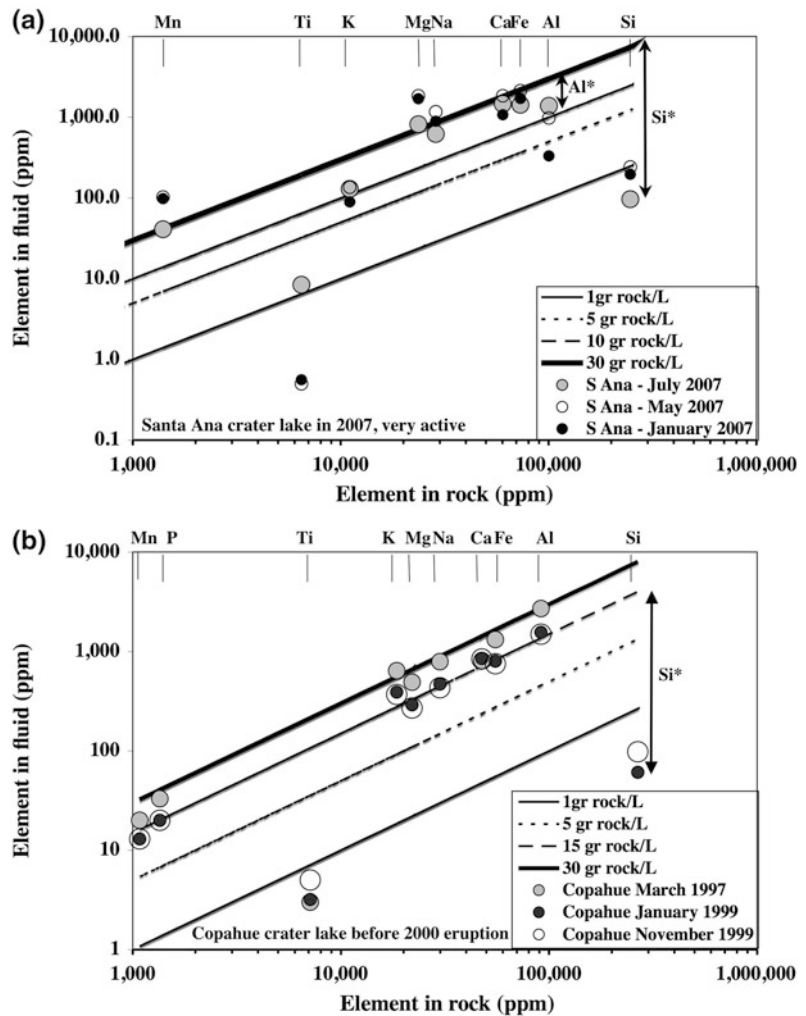 (a)
Mn Ti K MgNa CaFe Al Si
10,000.0
1,000.0
100.0
10.0
1.0
0.1
Element in fluid (ppm)
Al*
Si*
1gr rock/L
5 gr rock/L
10 gr rock/L
30 gr rock/L
S Ana - July 2007
S Ana - May 2007
S Ana - January 2007
Santa Ana crater lake in 2007, very active
1,000 10,000 100,000 1,000,000
Element in rock (ppm)
(b)
Mn P Ti K Mg Na Ca Fe Al Si
10,000
1,000
100
10
1
Element in fluid (ppm)
Si*
1gr rock/L
5 gr rock/L
15 gr rock/L
30 gr rock/L
Copahue March 1997
Copahue January 1999
Copahue November 1999
Copahue crater lake before 2000 eruption
1,000 10,000 100,000 1,000,000
Element in rock (ppm)